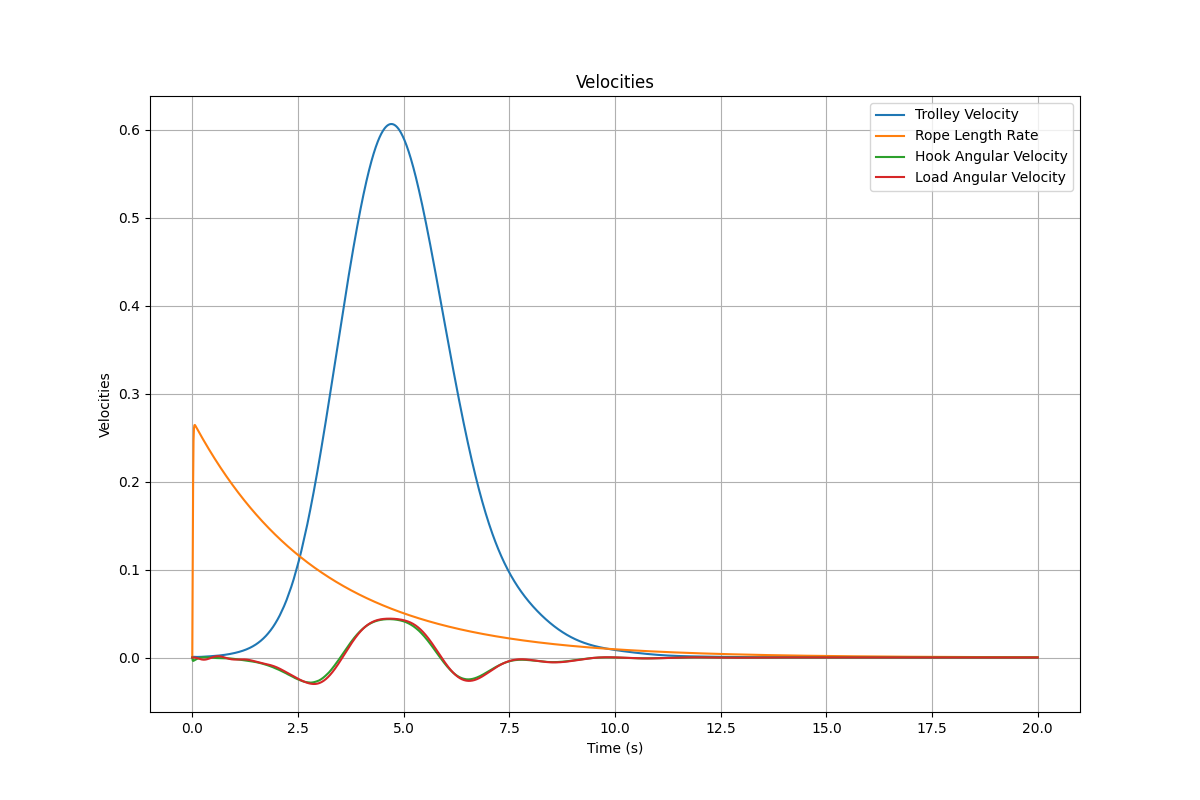 Velocities
Trolley Velocity
Rope Length Rate
Hook Angular Velocity
Load Angular Velocity
Velocities
0.6
0.5
0.4
0.3
0.2
0.1
0.0
0.0 2.5 5.0 7.5 10.0 12.5 15.0 17.5 20.0
Time (s)